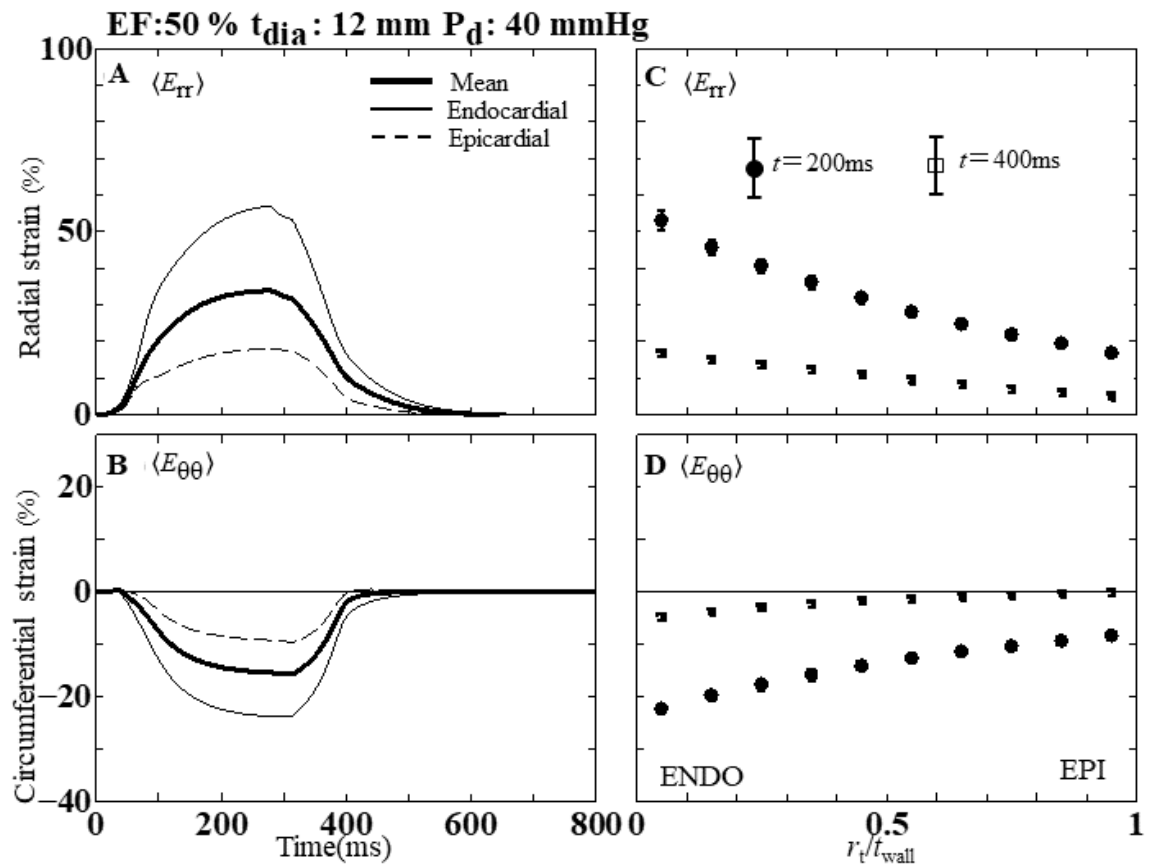 EF:50 % t_dia : 12 mm P_d: 40 mmHg
100
A ⟨E_rr⟩
Mean
Endocardial
Epicardial
C ⟨E_rr⟩
t=200ms
t=400ms
Radial strain (%)
50
0
B ⟨E_θθ⟩
D ⟨E_θθ⟩
Circumferential strain (%)
20
0
−20
−40
ENDO
EPI
0 200 400 600 800
Time(ms)
0 0.5 1
r_t/t_wall